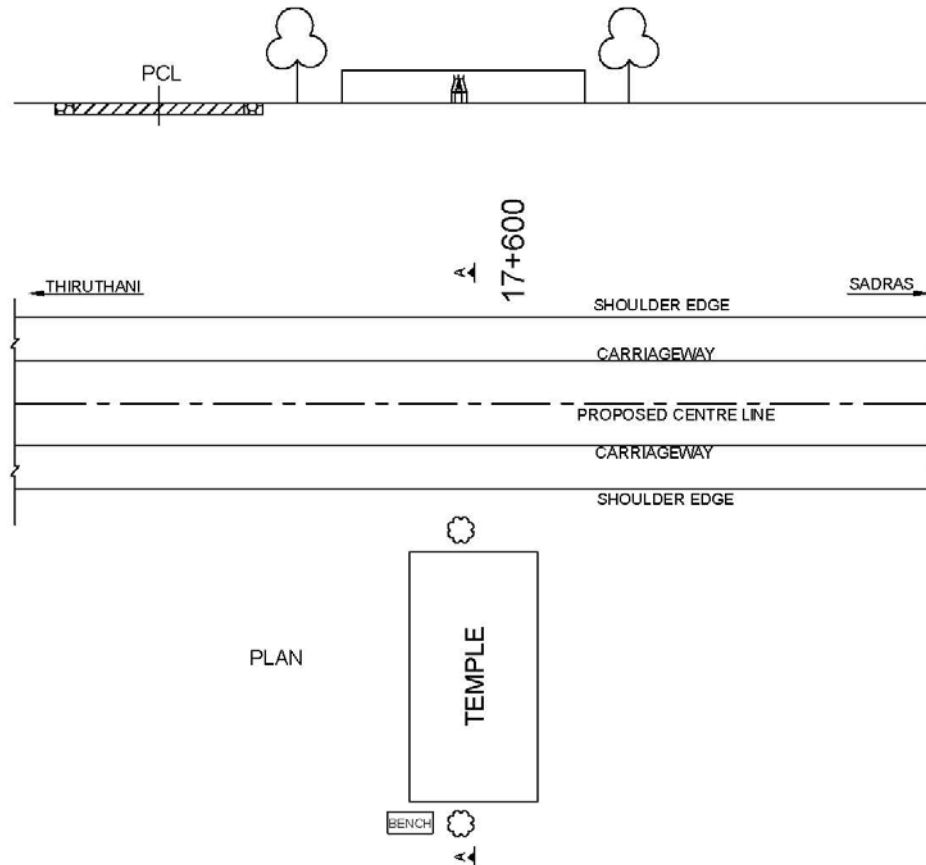 PCL
A
17+600
THIRUTHANI
SADRAS
SHOULDER EDGE
CARRIAGEWAY
PROPOSED CENTRE LINE
CARRIAGEWAY
SHOULDER EDGE
TEMPLE
PLAN
BENCH
A